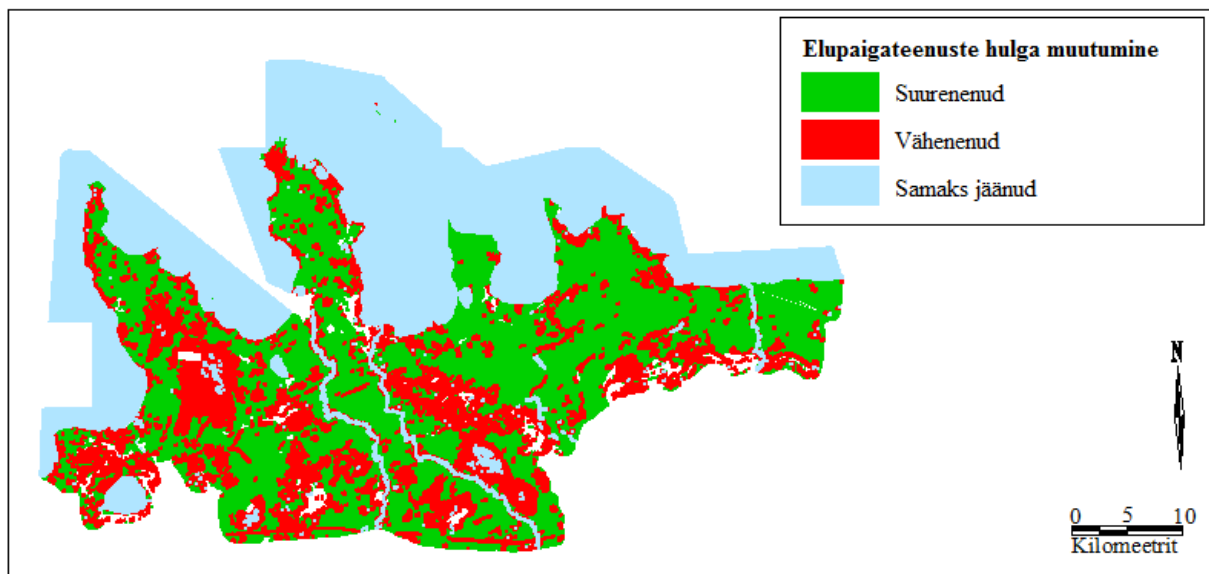 Elupaigateenuste hulga muutumine
Suurenenud
Vähenenud
Samaks jäänud
N
0 5 10
Kilomeetrit